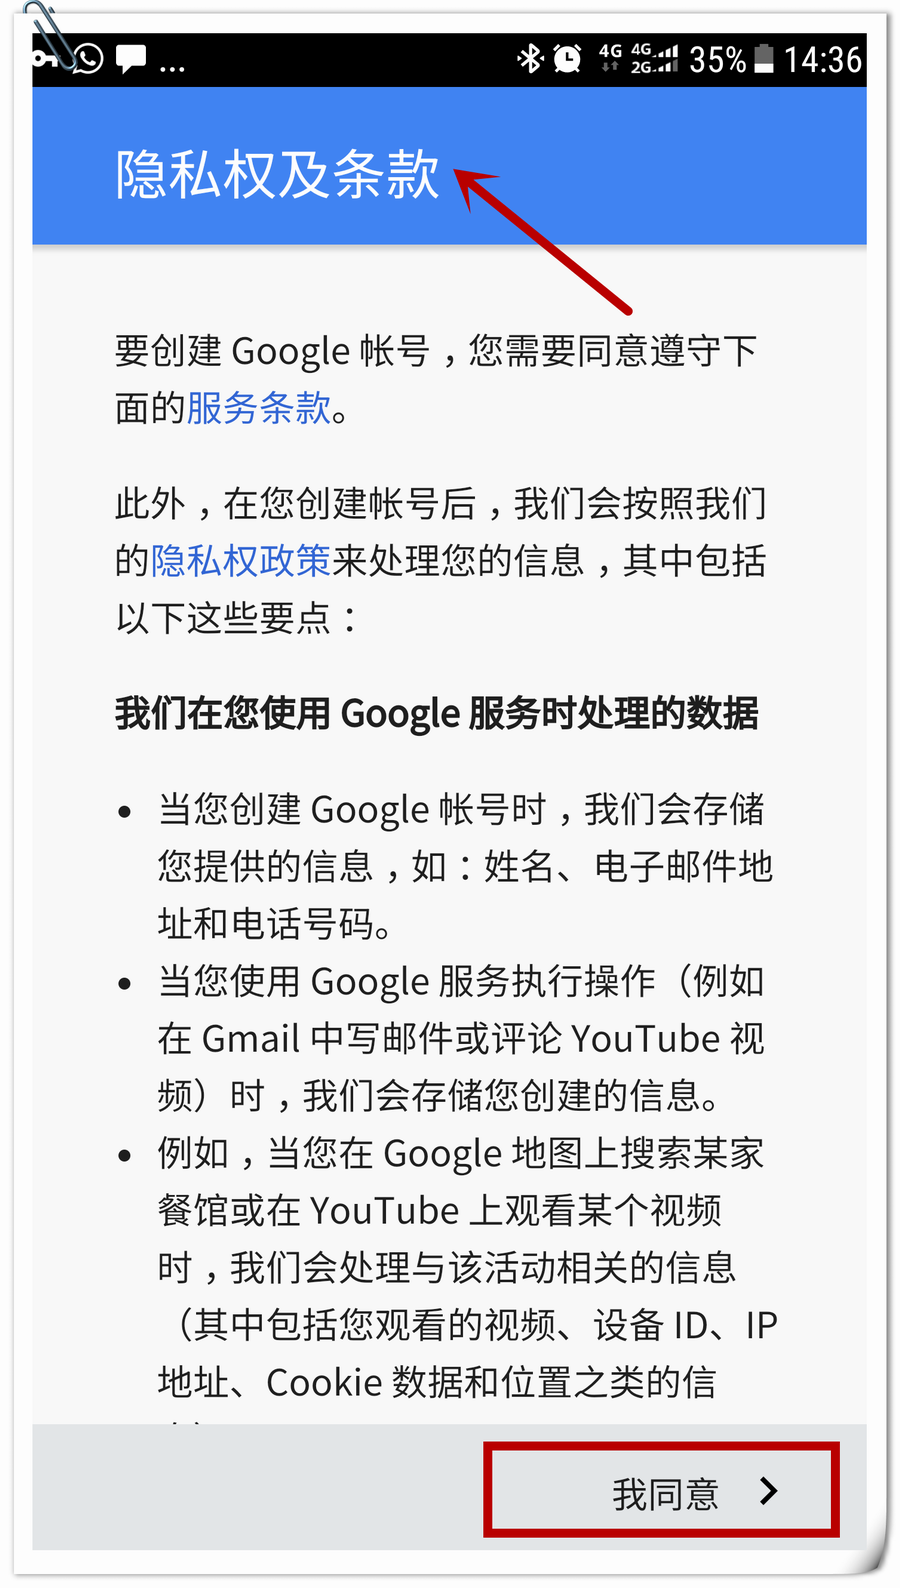 ... 4G 4G 2G 35% 14:36
隐私权及条款
要创建 Google 帐号，您需要同意遵守下
面的服务条款。
此外，在您创建帐号后，我们会按照我们
的隐私权政策来处理您的信息，其中包括
以下这些要点：
我们在您使用 Google 服务时处理的数据
• 当您创建 Google 帐号时，我们会存储
您提供的信息，如：姓名、电子邮件地
址和电话号码。
• 当您使用 Google 服务执行操作（例如
在 Gmail 中写邮件或评论 YouTube 视
频）时，我们会存储您创建的信息。
• 例如，当您在 Google 地图上搜索某家
餐馆或在 YouTube 上观看某个视频
时，我们会处理与该活动相关的信息
（其中包括您观看的视频、设备 ID、IP
地址、Cookie 数据和位置之类的信
我同意